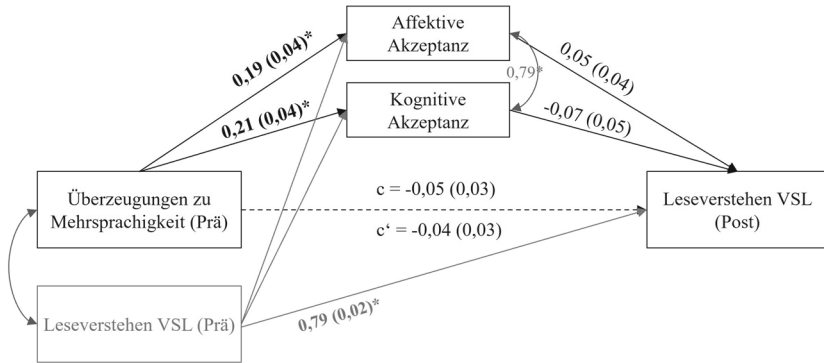 Affektive
Akzeptanz
0,19 (0,04)*
0,79*
0,05 (0,04)
Kognitive
Akzeptanz
0,21 (0,04)*
-0,07 (0,05)
Überzeugungen zu
Mehrsprachigkeit (Prä)
c = -0,05 (0,03)
c‘ = -0,04 (0,03)
Leseverstehen VSL
(Post)
Leseverstehen VSL (Prä)
0,79 (0,02)*